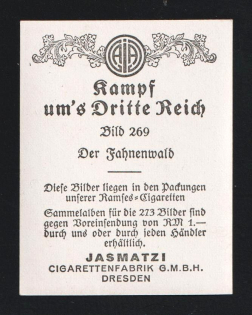 Kampf
um's Dritte Reich
Bild 269
Der Fahnenwald
Diese Bilder liegen in den Packungen
unserer Ramses-Cigaretten
Sammelalben für die 273 Bilder sind
gegen Voreinsendung von RM 1.—
durch uns oder durch jeden Händler
erhältlich.
JASMATZI
CIGARETTENFABRIK G.M.B.H.
DRESDEN